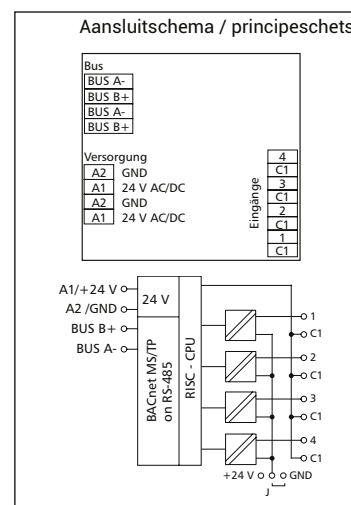 Aansluitschema / principeschets
Bus
BUS A-
BUS B+
BUS A-
BUS B+
Versorgung
A2 GND
A1 24 V AC/DC
A2 GND
A1 24 V AC/DC
Eingänge
4
C1
3
C1
2
C1
1
C1
A1/+24 V
A2 /GND
BUS B+
BUS A-
24 V
BACnet MS/TP
on RS-485
RISC - CPU
1
C1
2
C1
3
C1
4
C1
+24 V GND
J